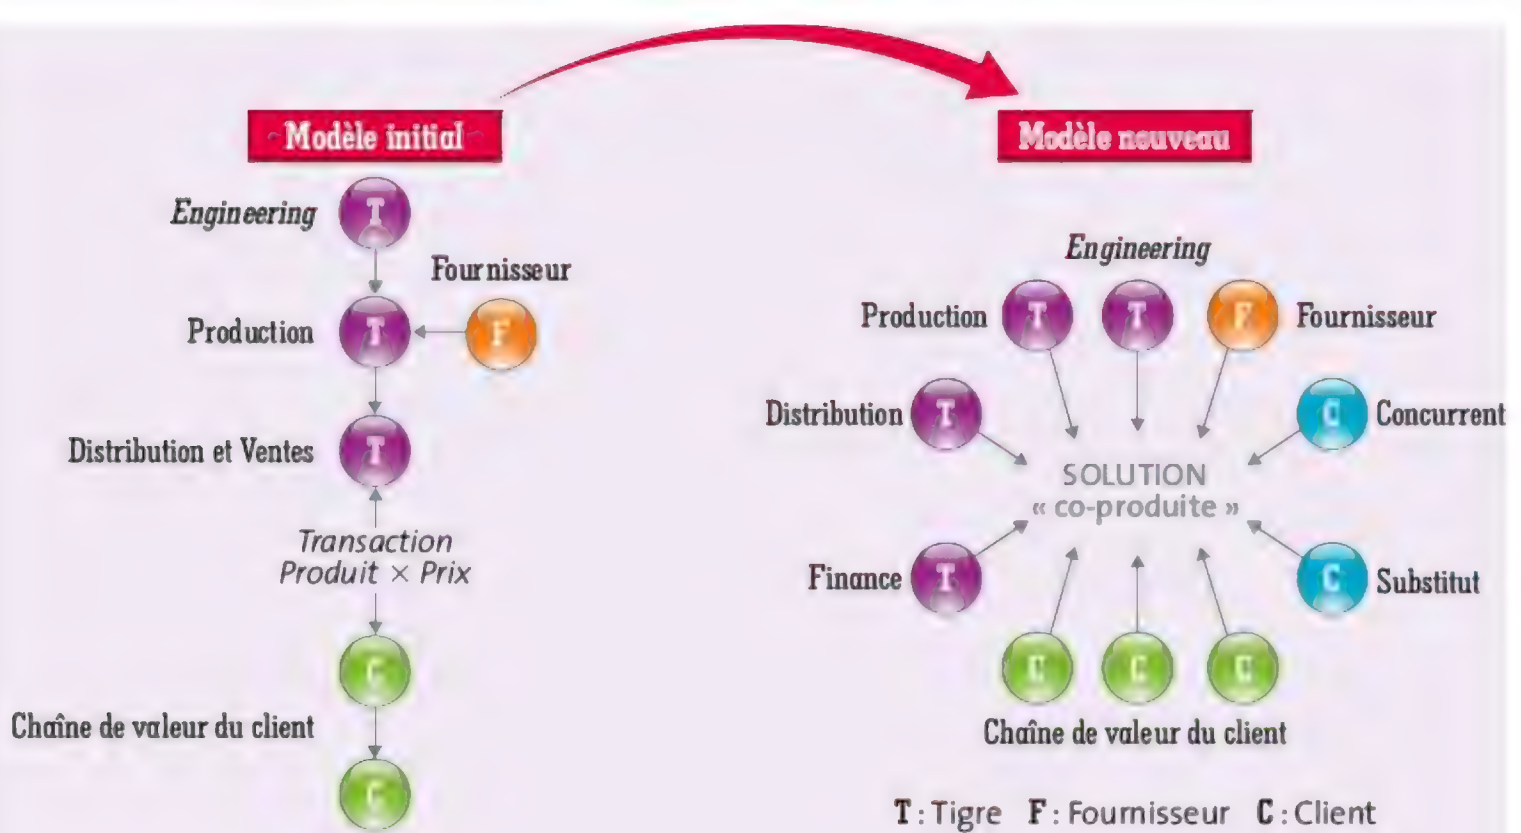 Modèle initial
Engineering
T
Fournisseur
Production
T
F
Distribution et Ventes
T
Transaction
Produit × Prix
C
Chaîne de valeur du client
C
Modèle nouveau
Engineering
Production
T
T
F
Fournisseur
Distribution
T
C
Concurrent
SOLUTION
« co-produite »
Finance
T
C
Substitut
C
C
C
Chaîne de valeur du client
T : Tigre F : Fournisseur C : Client